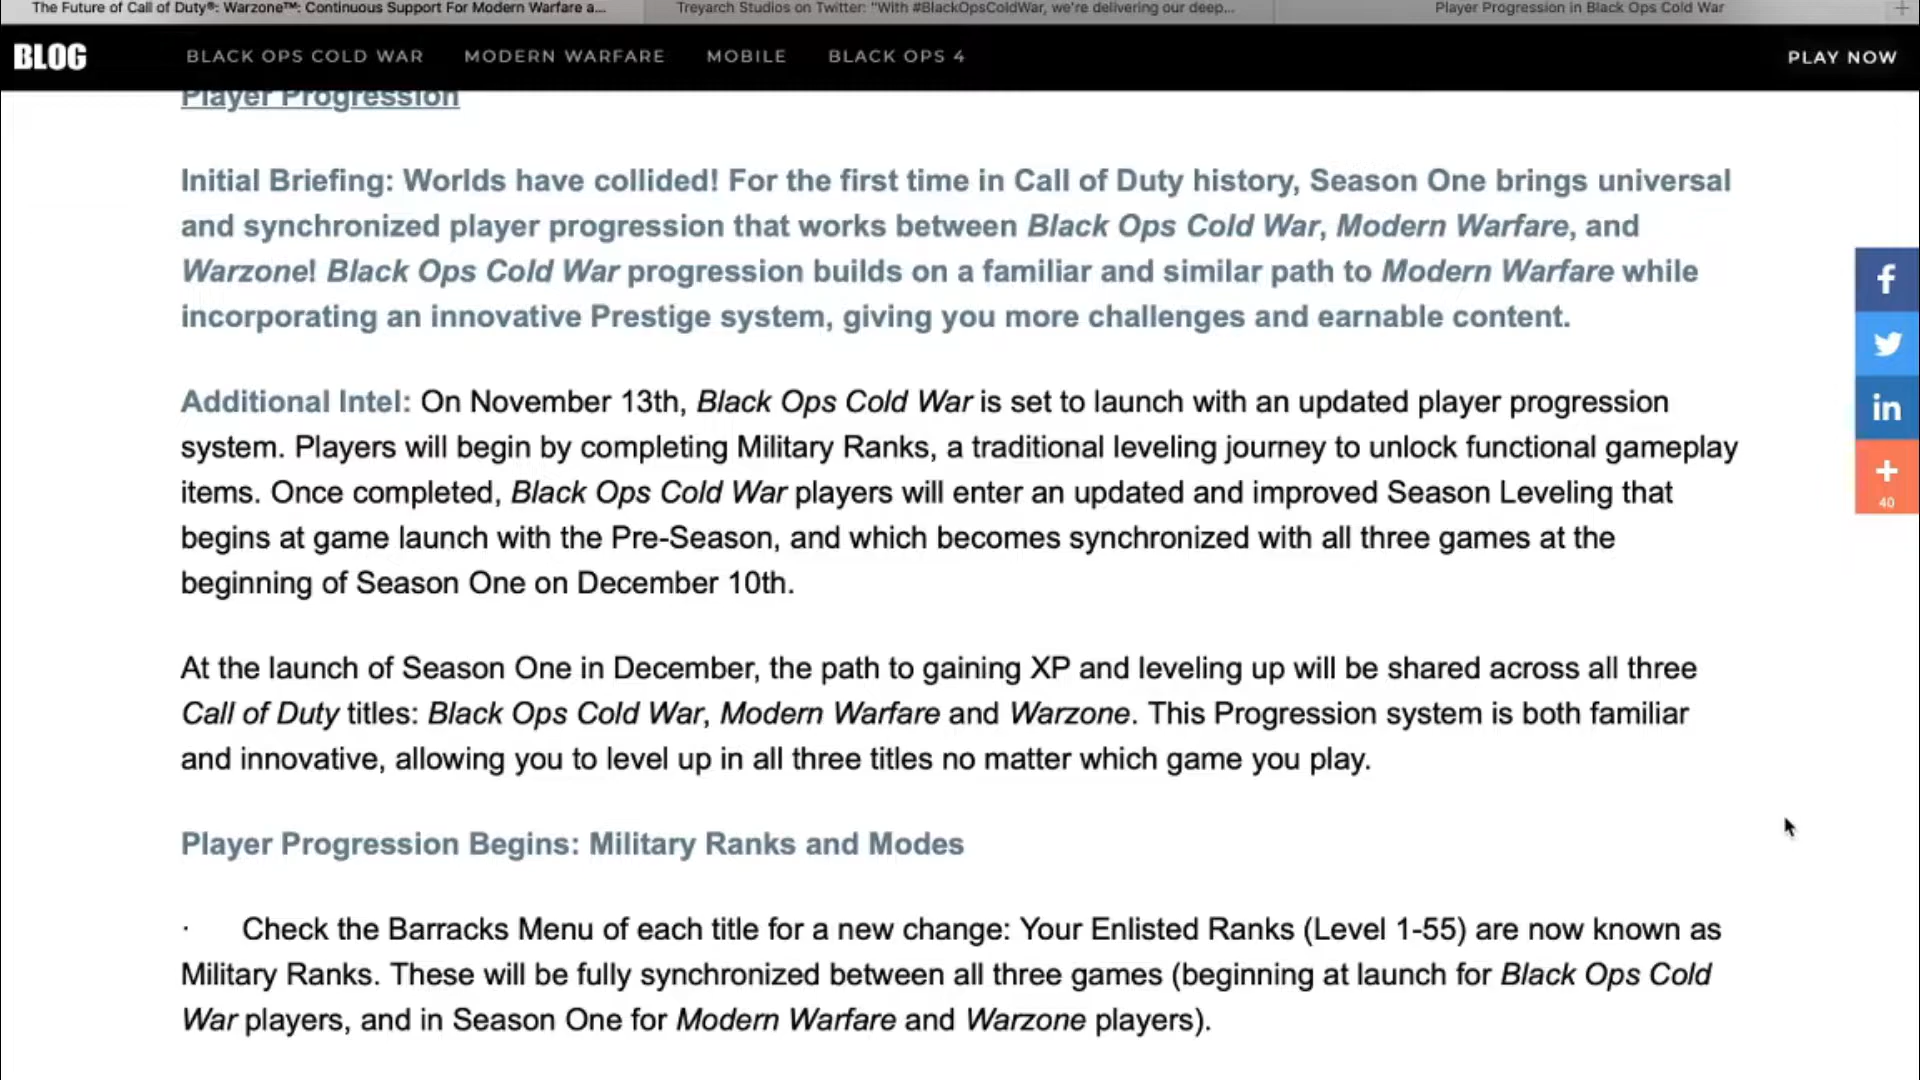 The Future of Call of Duty®: Warzone™: Continuous Support For Modern Warfare a...
Treyarch Studios on Twitter: "With #BlackOpsColdWar, we're delivering our deep...
Player Progression in Black Ops Cold War
+
BLOG
BLACK OPS COLD WAR
MODERN WARFARE
MOBILE
BLACK OPS 4
PLAY NOW
Player Progression
Initial Briefing: Worlds have collided! For the first time in Call of Duty history, Season One brings universal
and synchronized player progression that works between Black Ops Cold War, Modern Warfare, and
Warzone! Black Ops Cold War progression builds on a familiar and similar path to Modern Warfare while
incorporating an innovative Prestige system, giving you more challenges and earnable content.
Additional Intel: On November 13th, Black Ops Cold War is set to launch with an updated player progression
system. Players will begin by completing Military Ranks, a traditional leveling journey to unlock functional gameplay
items. Once completed, Black Ops Cold War players will enter an updated and improved Season Leveling that
begins at game launch with the Pre-Season, and which becomes synchronized with all three games at the
beginning of Season One on December 10th.
At the launch of Season One in December, the path to gaining XP and leveling up will be shared across all three
Call of Duty titles: Black Ops Cold War, Modern Warfare and Warzone. This Progression system is both familiar
and innovative, allowing you to level up in all three titles no matter which game you play.
Player Progression Begins: Military Ranks and Modes
· Check the Barracks Menu of each title for a new change: Your Enlisted Ranks (Level 1-55) are now known as
Military Ranks. These will be fully synchronized between all three games (beginning at launch for Black Ops Cold
War players, and in Season One for Modern Warfare and Warzone players).
f
in
+
40